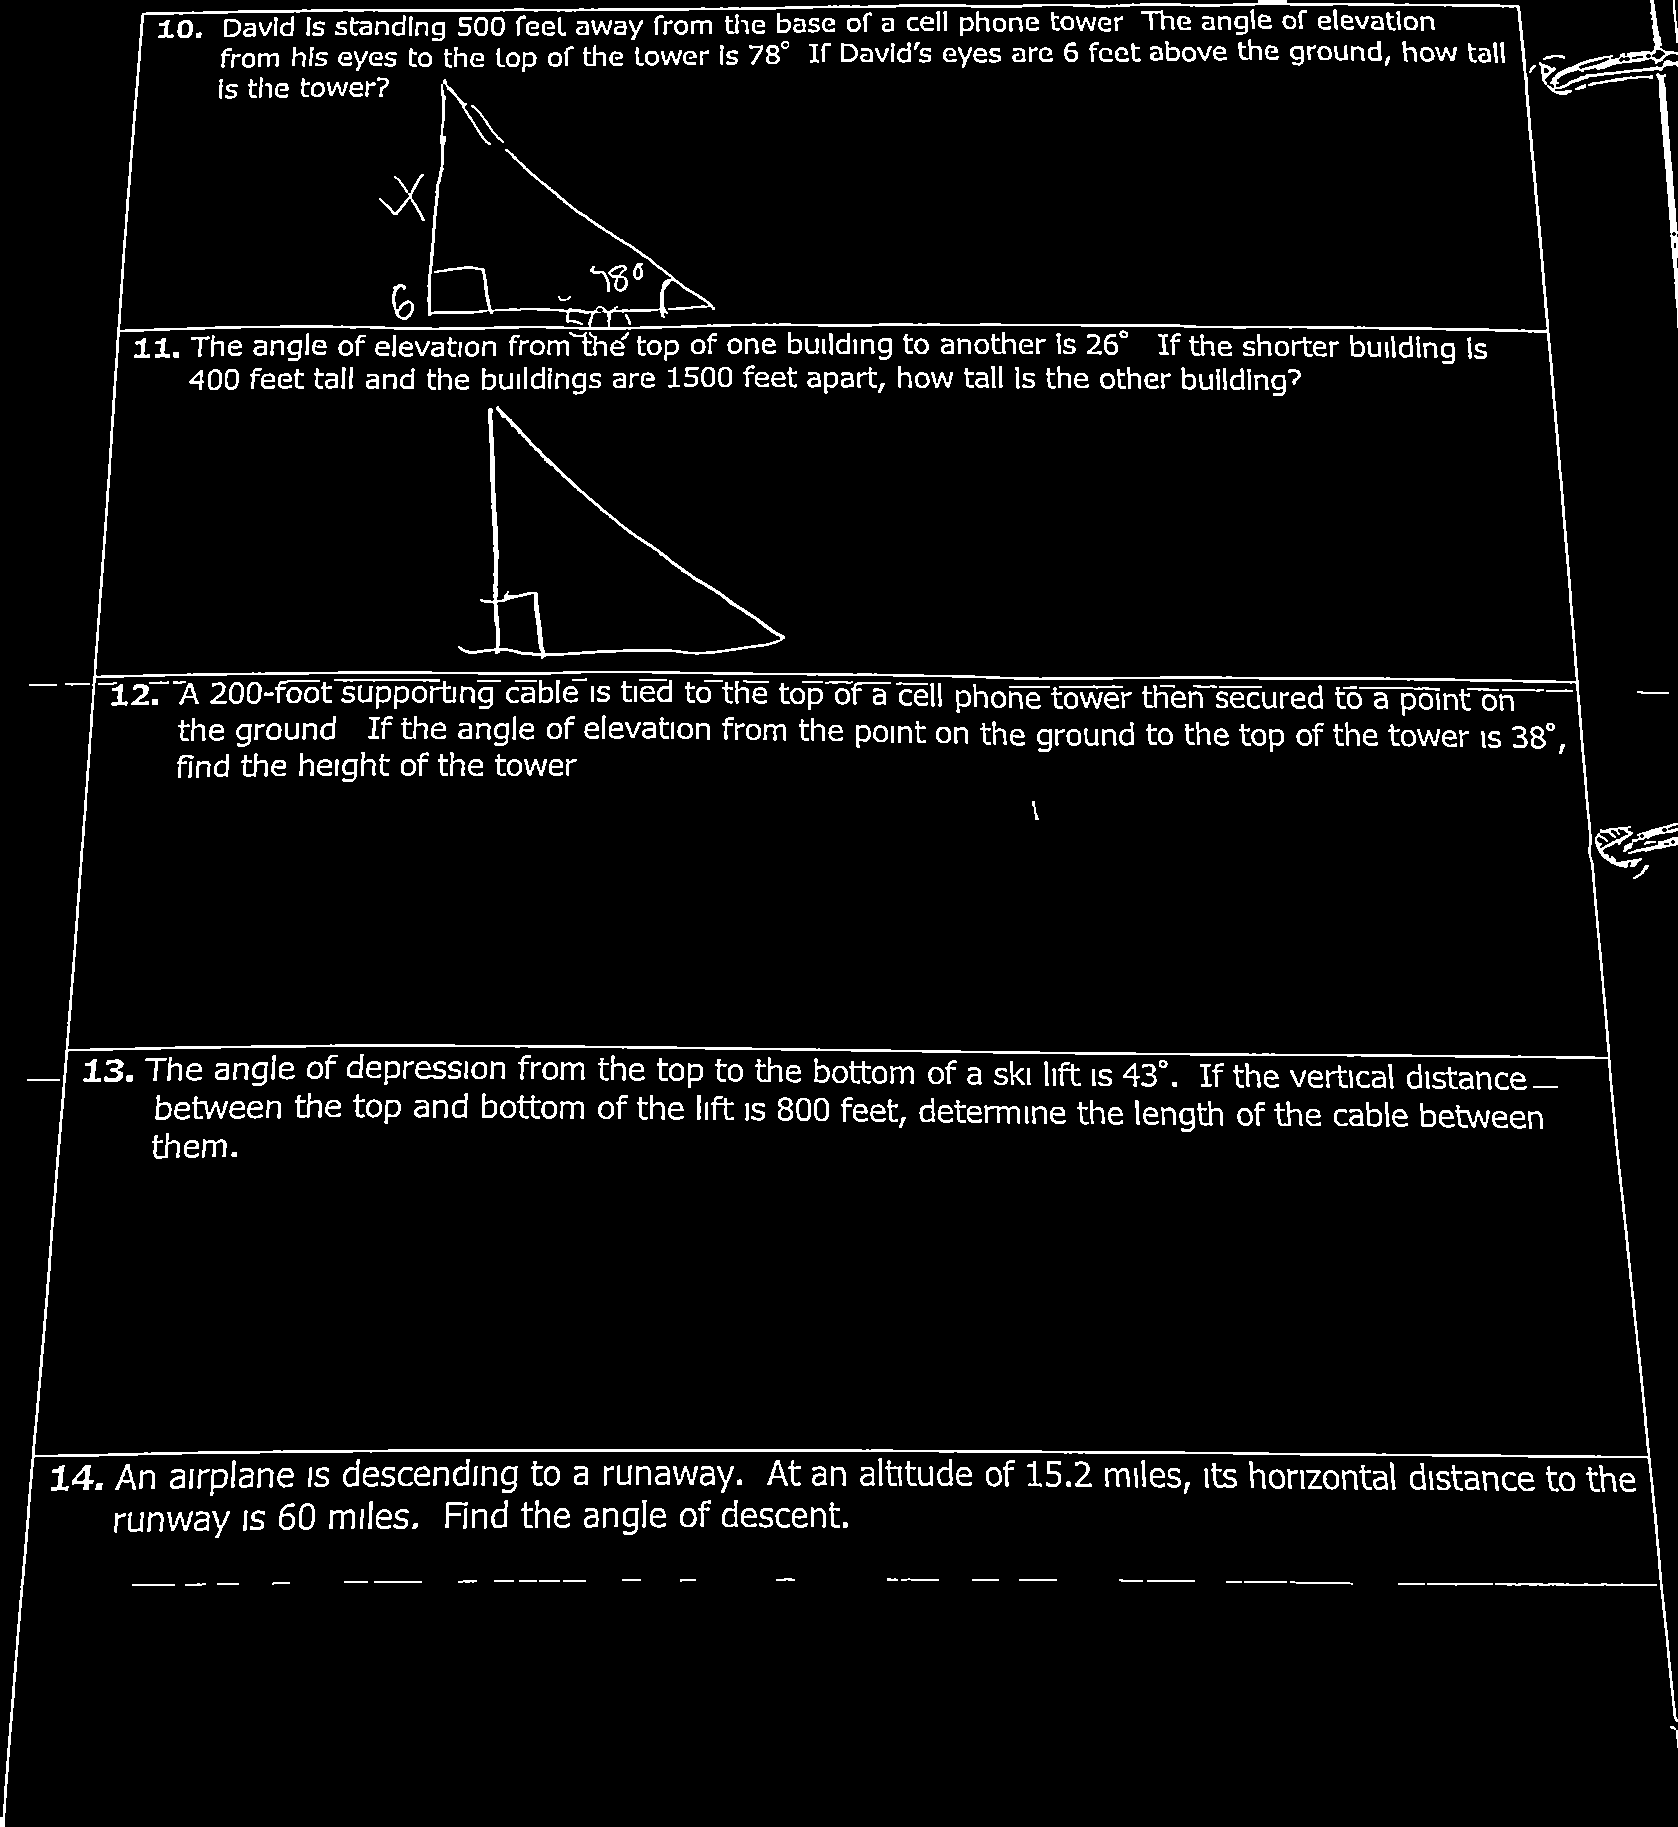 10. David is standing 500 feet away from the base of a cell phone tower The angle of elevation
from his eyes to the top of the tower is 78° If David's eyes are 6 feet above the ground, how tall
is the tower?
X
78°
6
500
11. The angle of elevation from the top of one building to another is 26° If the shorter building is
400 feet tall and the buildings are 1500 feet apart, how tall is the other building?
12. A 200-foot supporting cable is tied to the top of a cell phone tower then secured to a point on
the ground If the angle of elevation from the point on the ground to the top of the tower is 38°,
find the height of the tower
13. The angle of depression from the top to the bottom of a ski lift is 43°. If the vertical distance
between the top and bottom of the lift is 800 feet, determine the length of the cable between
them.
14. An airplane is descending to a runaway. At an altitude of 15.2 miles, its horizontal distance to the
runway is 60 miles. Find the angle of descent.